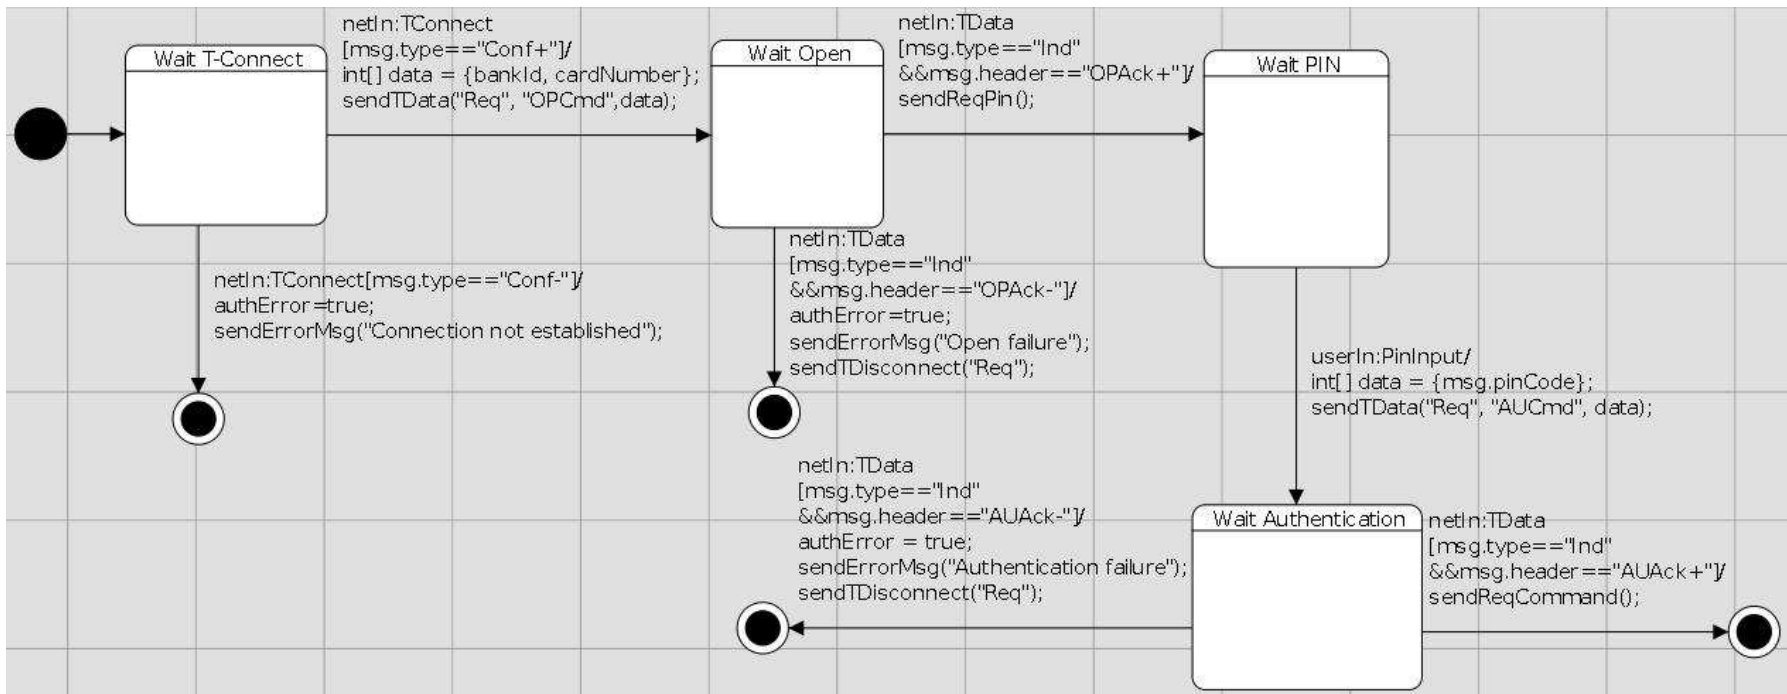 Wait T-Connect
netIn:TConnect
[msg.type=="Conf+"]/
int[] data = {bankId, cardNumber};
sendTData("Req", "OPCmd",data);
Wait Open
netIn:TData
[msg.type=="Ind"
&&msg.header=="OPAck+"]/
sendReqPin();
Wait PIN
netIn:TConnect[msg.type=="Conf-"]/
authError=true;
sendErrorMsg("Connection not established");
netIn:TData
[msg.type=="Ind"
&&msg.header=="OPAck-"]/
authError=true;
sendErrorMsg("Open failure");
sendTDisconnect("Req");
userIn:PinInput/
int[] data = {msg.pinCode};
sendTData("Req", "AUCmd", data);
netIn:TData
[msg.type=="Ind"
&&msg.header=="AUAck-"]/
authError = true;
sendErrorMsg("Authentication failure");
sendTDisconnect("Req");
Wait Authentication
netIn:TData
[msg.type=="Ind"
&&msg.header=="AUAck+"]/
sendReqCommand();